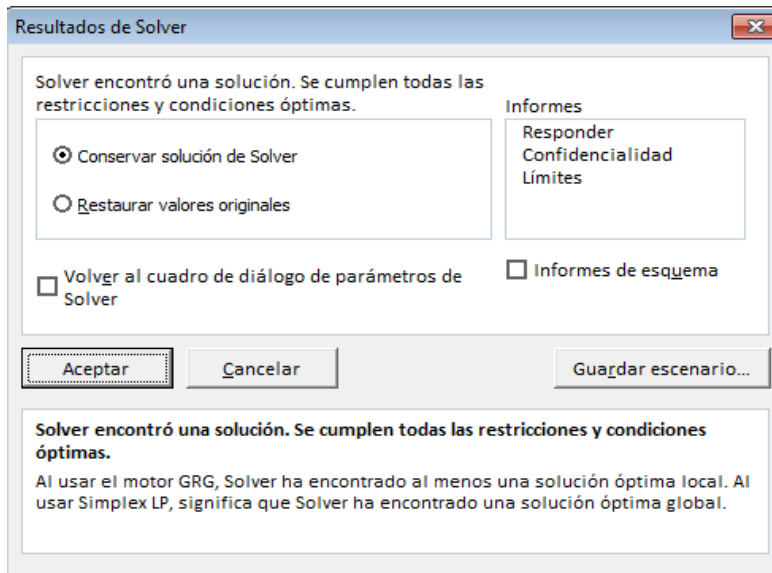 Resultados de Solver
Solver encontró una solución. Se cumplen todas las
restricciones y condiciones óptimas.
Informes
Conservar solución de Solver
Restaurar valores originales
Responder
Confidencialidad
Límites
Volver al cuadro de diálogo de parámetros de
Solver
Informes de esquema
Aceptar
Cancelar
Guardar escenario...
Solver encontró una solución. Se cumplen todas las restricciones y condiciones
óptimas.
Al usar el motor GRG, Solver ha encontrado al menos una solución óptima local. Al
usar Simplex LP, significa que Solver ha encontrado una solución óptima global.